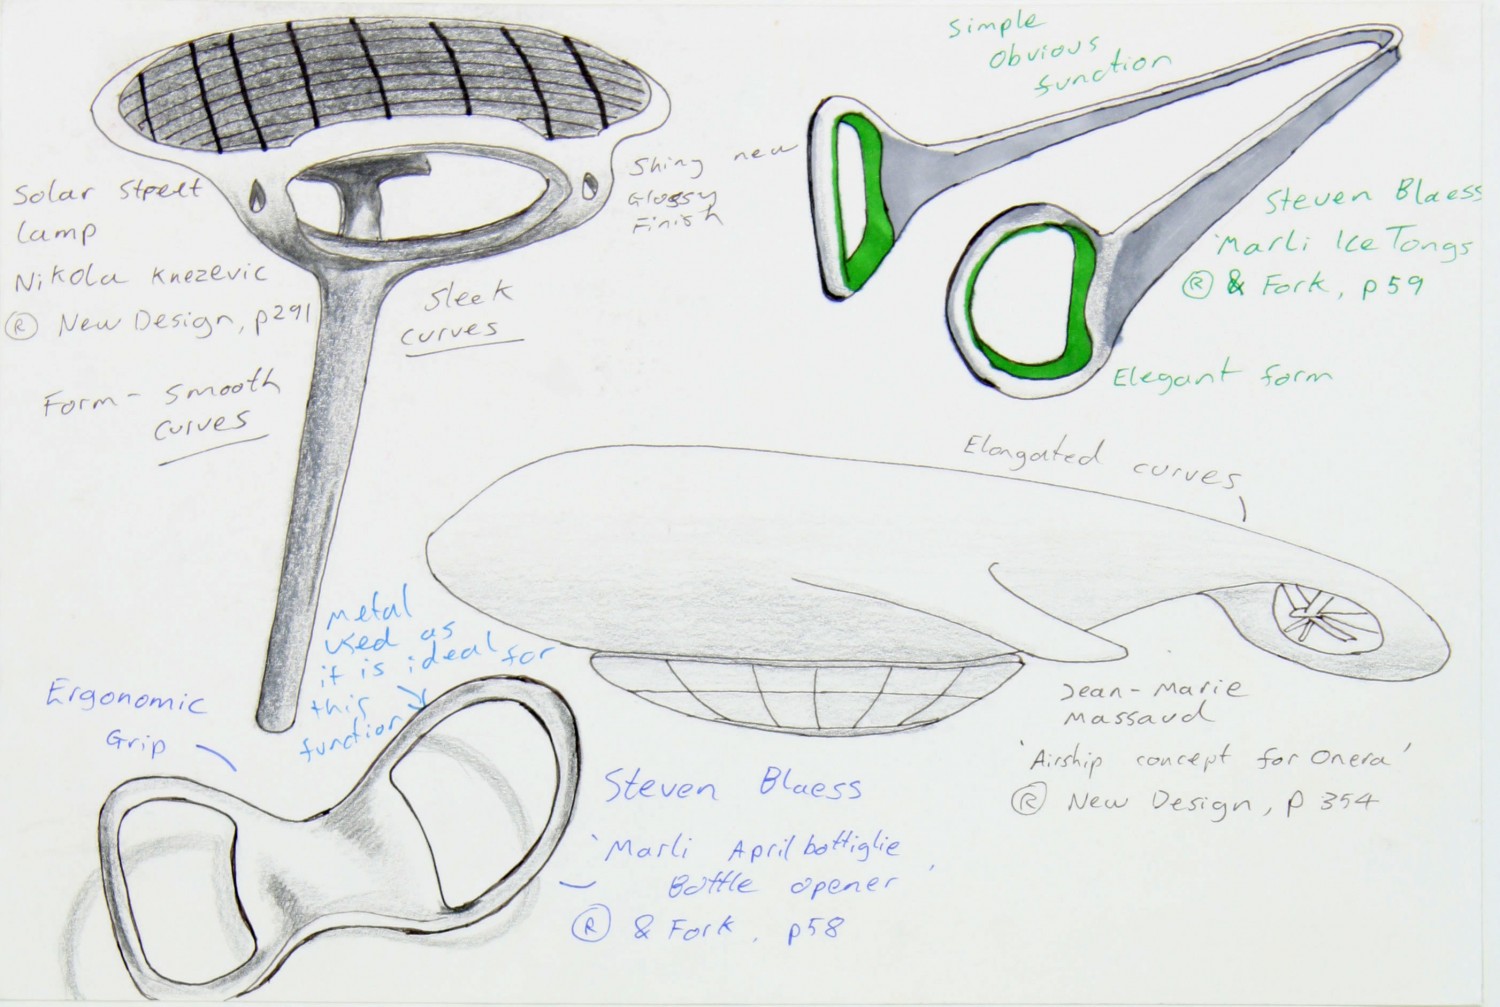 Simple
Obvious
function
Solar Street
Lamp
Nikola Knezevic
Ⓡ New Design, p291
Shiny new
Glossy
Finish
Sleek
curves
Form - smooth
curves
Steven Blaess
'Marli Ice Tongs
Ⓡ & Fork, p59
Elegant form
Elongated curves
metal
used as
it is ideal for
this
function
Ergonomic
Grip
Jean-Marie
Massaud
'Airship concept for Onera'
Ⓡ New Design, p 354
Steven Blaess
'Marli April bottiglie
Bottle opener '
Ⓡ & Fork, p58